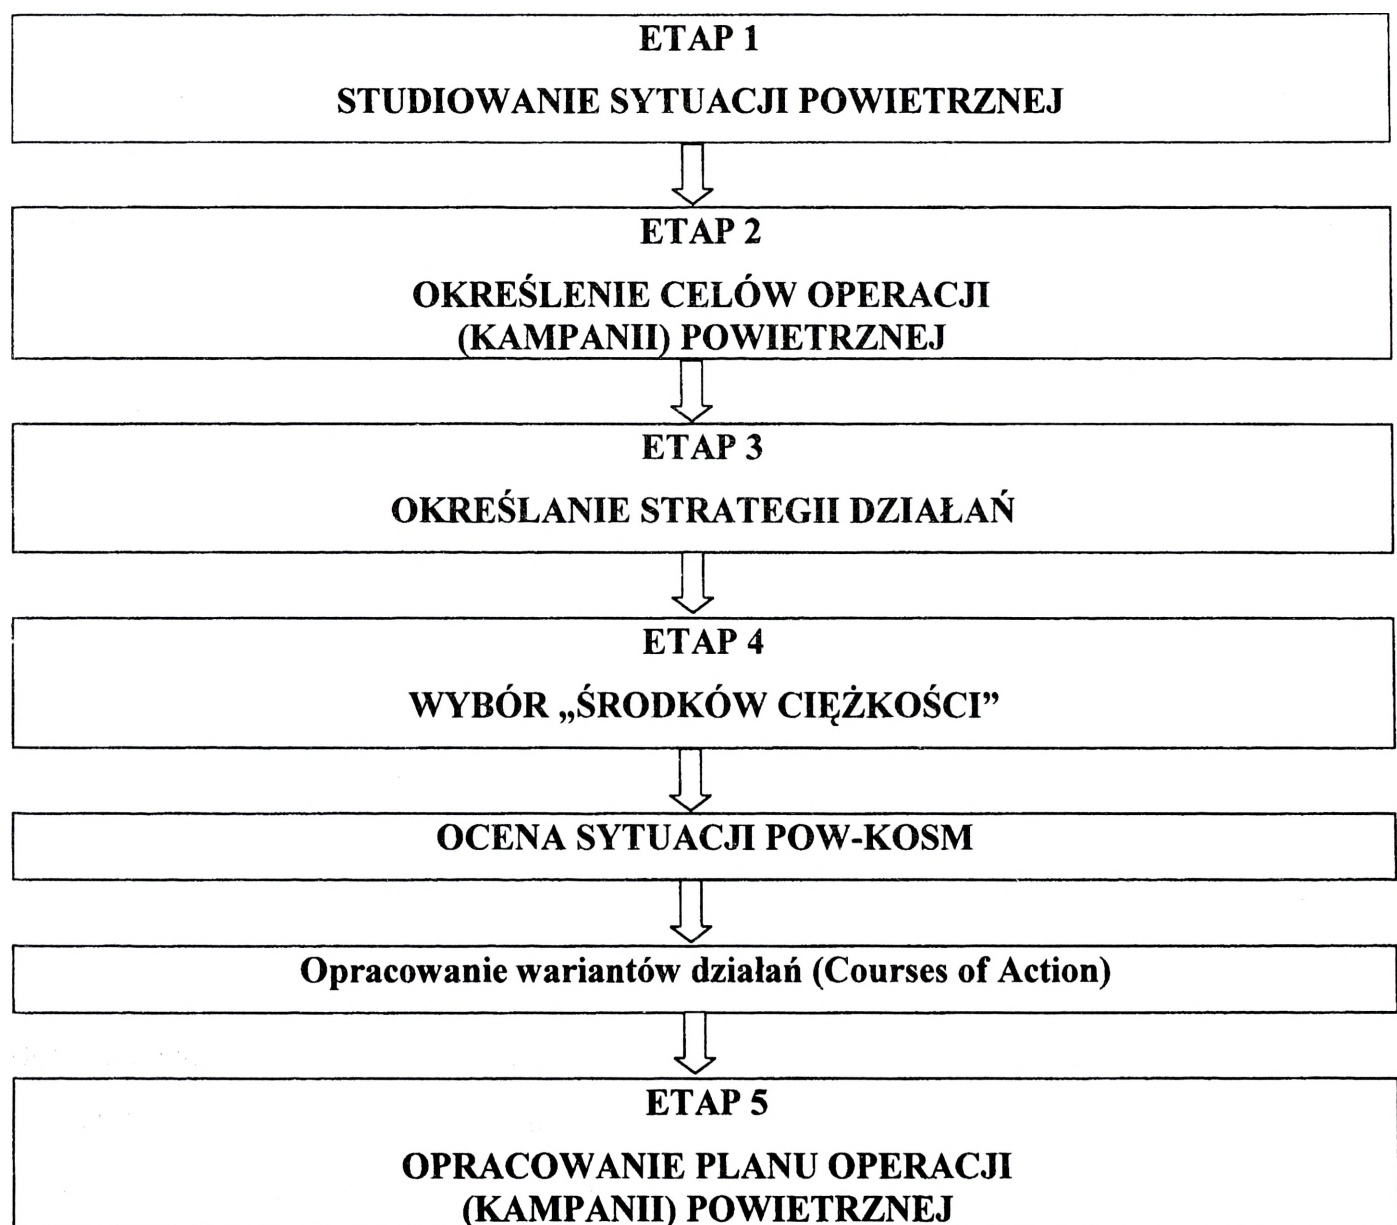 ETAP 1
STUDIOWANIE SYTUACJI POWIETRZNEJ
ETAP 2
OKREŚLENIE CELÓW OPERACJI
(KAMPANII) POWIETRZNEJ
ETAP 3
OKREŚLANIE STRATEGII DZIAŁAŃ
ETAP 4
WYBÓR „ŚRODKÓW CIĘŻKOŚCI”
OCENA SYTUACJI POW-KOSM
Opracowanie wariantów działań (Courses of Action)
ETAP 5
OPRACOWANIE PLANU OPERACJI
(KAMPANII) POWIETRZNEJ